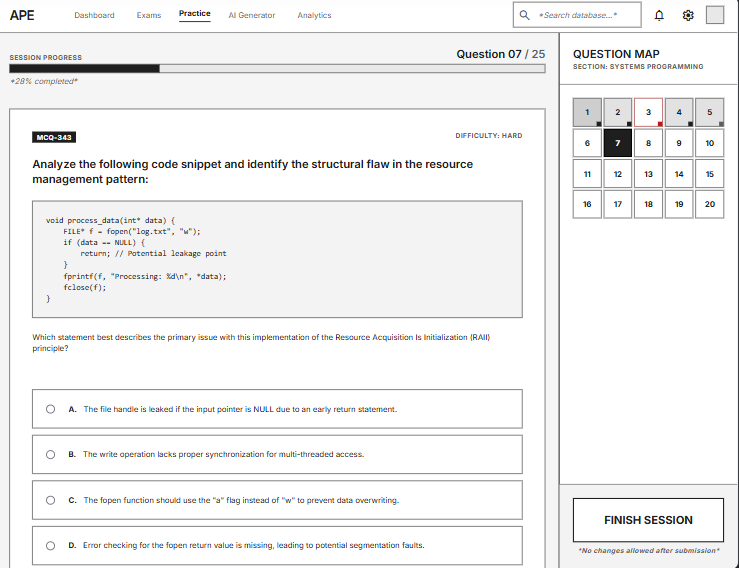 APE
Dashboard
Exams
Practice
AI Generator
Analytics
*Search database...*
SESSION PROGRESS
Question 07 / 25
*28% completed*
MCQ-343
DIFFICULTY: HARD
Analyze the following code snippet and identify the structural flaw in the resource
management pattern:
void process_data(int* data) {
FILE* f = fopen("log.txt", "w");
if (data == NULL) {
return; // Potential leakage point
}
fprintf(f, "Processing: %d\n", *data);
fclose(f);
}
Which statement best describes the primary issue with this implementation of the Resource Acquisition Is Initialization (RAII)
principle?
A. The file handle is leaked if the input pointer is NULL due to an early return statement.
B. The write operation lacks proper synchronization for multi-threaded access.
C. The fopen function should use the "a" flag instead of "w" to prevent data overwriting.
D. Error checking for the fopen return value is missing, leading to potential segmentation faults.
QUESTION MAP
SECTION: SYSTEMS PROGRAMMING
1 2 3 4 5
6 7 8 9 10
11 12 13 14 15
16 17 18 19 20
FINISH SESSION
*No changes allowed after submission*